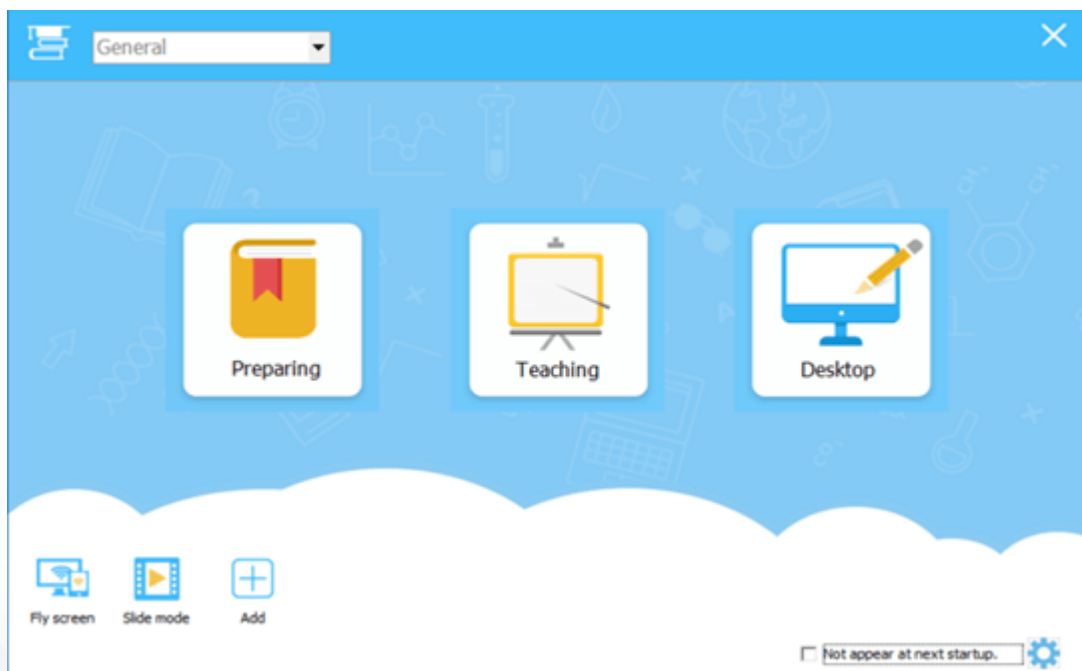 General
Preparing
Teaching
Desktop
Fly screen
Slide mode
Add
Not appear at next startup.